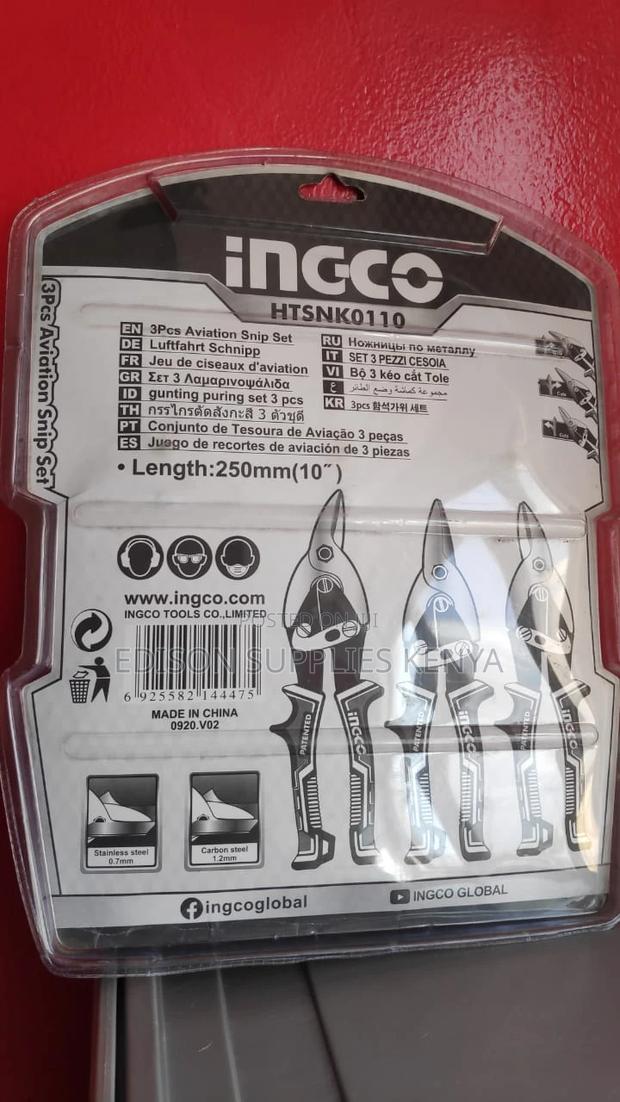 INGCO
HTSNK0110
3Pcs Aviation Snip Set
EN 3Pcs Aviation Snip Set
DE Luftfahrt Schnipp
FR Jeu de ciseaux d'aviation
GR Σετ 3 Λαμαρινοψάλιδα
ID gunting puring set 3 pcs
TH กรรไกรตัดสังกะสี 3 ตัวชุด
PT Conjunto de Tesoura de Aviação 3 peças
ES Juego de recortes de aviación de 3 piezas
RU Ножницы по металлу
IT SET 3 PEZZI CESOIA
VI Bộ 3 kéo cắt Tole
ع مجموعة كماشة وضع الطائر
KR 3pcs 함석가위 세트
• Length:250mm(10″)
www.ingco.com
INGCO TOOLS CO.,LIMITED
POSTED ON JIJI
EDISON SUPPLIES KENYA
6 925582 144475
MADE IN CHINA
0920.V02
PATENTED
INGCO
PATENTED
INGCO
PATENTED
INGCO
Stainless steel
0.7mm
Carbon steel
1.2mm
ingcoglobal
INGCO GLOBAL